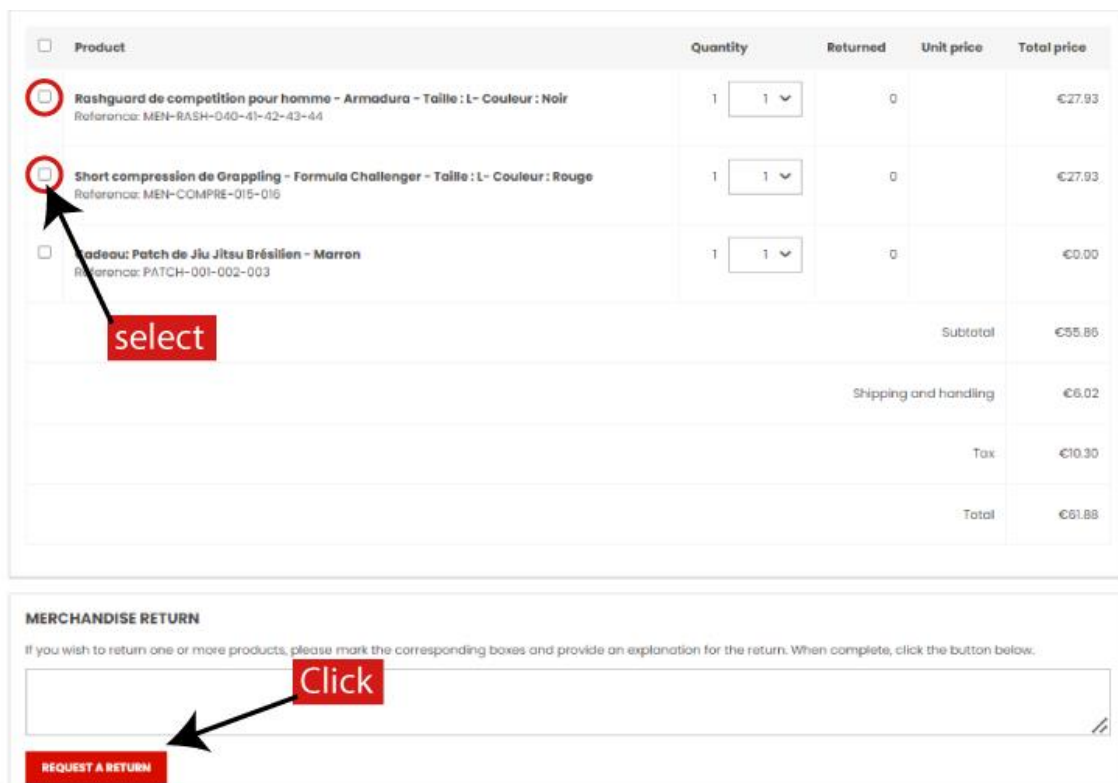 Product Quantity Returned Unit price Total price
Rashguard de competition pour homme - Armadura - Taille : L- Couleur : Noir 1 1 0 €27.93
Reference: MEN-RASH-040-41-42-43-44
Short compression de Grappling - Formula Challenger - Taille : L- Couleur : Rouge 1 1 0 €27.93
Reference: MEN-COMPRE-015-016
Cadeau: Patch de Jiu Jitsu Brésilien - Marron 1 1 0 €0.00
Reference: PATCH-001-002-003
select
Subtotal €55.86
Shipping and handling €6.02
Tax €10.30
Total €61.88
MERCHANDISE RETURN
If you wish to return one or more products, please mark the corresponding boxes and provide an explanation for the return. When complete, click the button below.
Click
REQUEST A RETURN